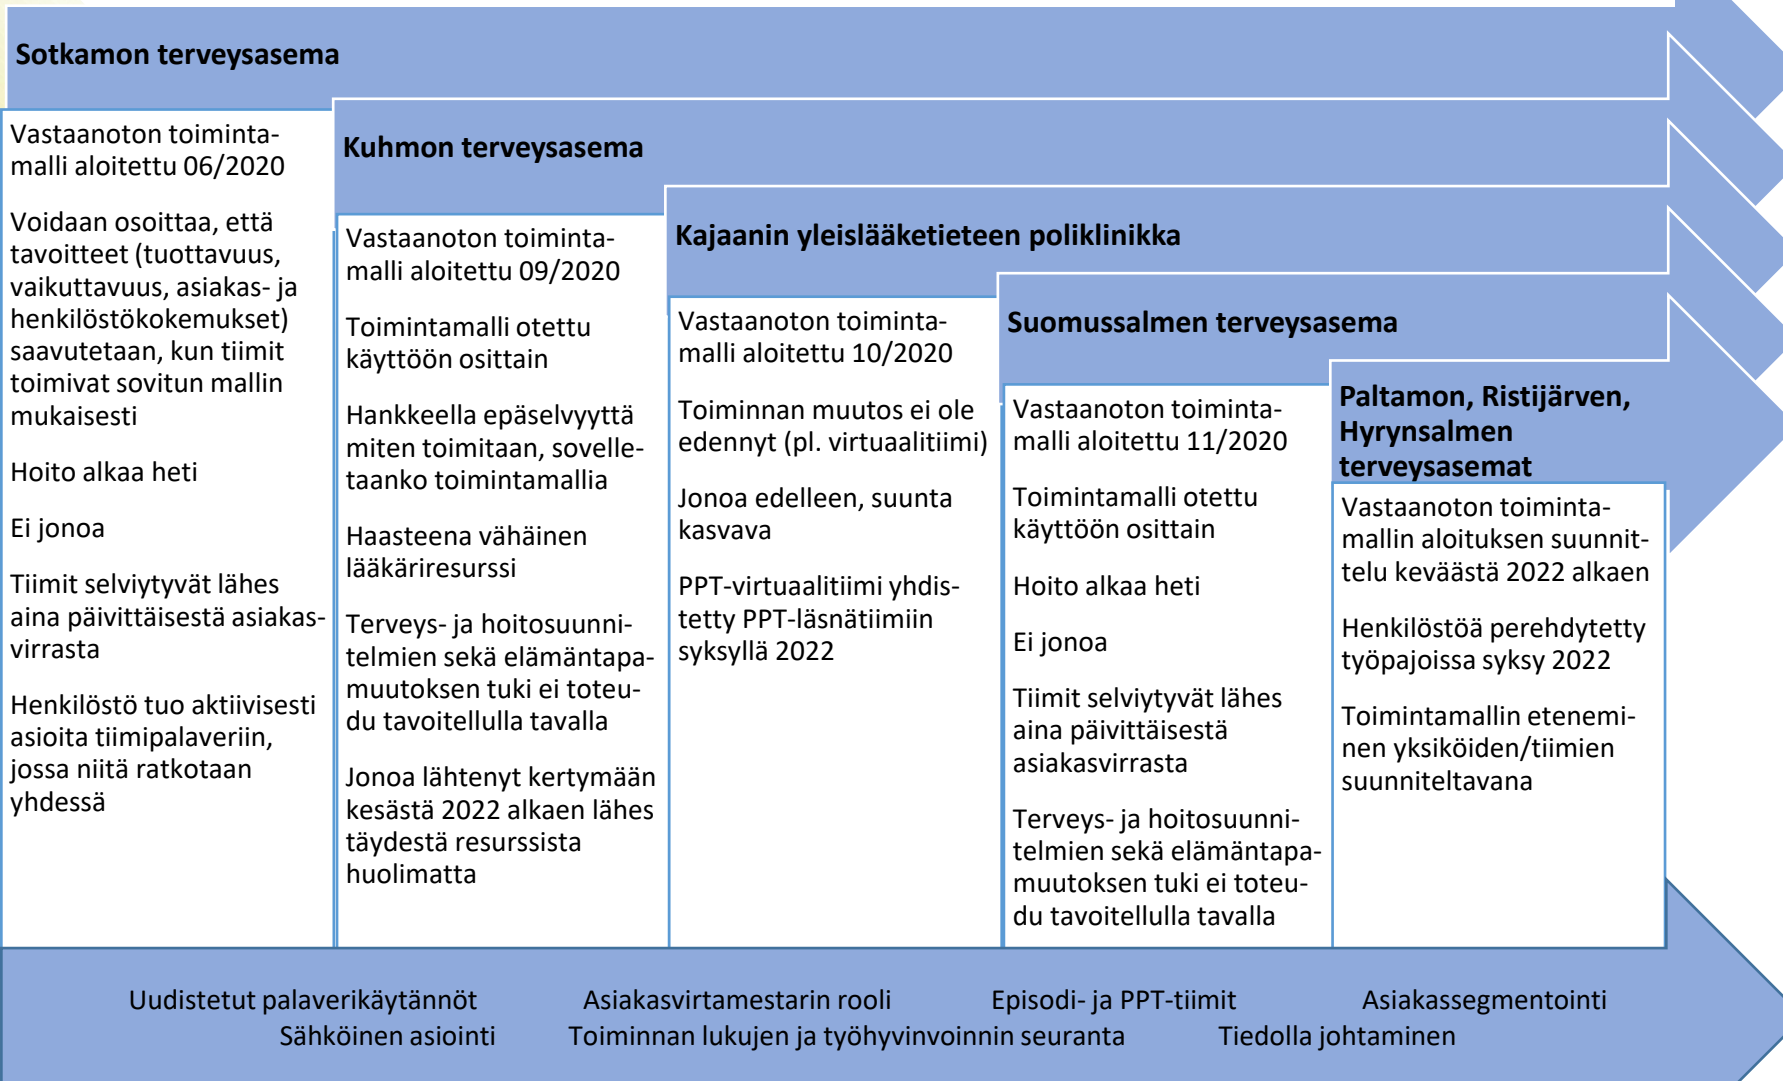 Sotkamon terveysasema
Vastaanoton toiminta-
malli aloitettu 06/2020
Voidaan osoittaa, että
tavoitteet (tuottavuus,
vaikuttavuus, asiakas- ja
henkilöstökokemukset)
saavutetaan, kun tiimit
toimivat sovitun mallin
mukaisesti
Hoito alkaa heti
Ei jonoa
Tiimit selviytyvät lähes
aina päivittäisestä asiakas-
virrasta
Henkilöstö tuo aktiivisesti
asioita tiimipalaveriin,
jossa niitä ratkotaan
yhdessä
Kuhmon terveysasema
Vastaanoton toiminta-
malli aloitettu 09/2020
Toimintamalli otettu
käyttöön osittain
Hankkeella epäselvyyttä
miten toimitaan, sovelle-
taanko toimintamallia
Haasteena vähäinen
lääkäriresurssi
Terveys- ja hoitosuunni-
telmien sekä elämäntapa-
muutoksen tuki ei toteu-
du tavoitellulla tavalla
Jonoa lähtenyt kertymään
kesästä 2022 alkaen lähes
täydestä resurssista
huolimatta
Kajaanin yleislääketieteen poliklinikka
Vastaanoton toiminta-
malli aloitettu 10/2020
Toiminnan muutos ei ole
edennyt (pl. virtuaalitiimi)
Jonoa edelleen, suunta
kasvava
PPT-virtuaalitiimi yhdis-
tetty PPT-läsnätiimiin
syksyllä 2022
Suomussalmen terveysasema
Vastaanoton toiminta-
malli aloitettu 11/2020
Toimintamalli otettu
käyttöön osittain
Hoito alkaa heti
Ei jonoa
Tiimit selviytyvät lähes
aina päivittäisestä
asiakasvirrasta
Terveys- ja hoitosuunni-
telmien sekä elämäntapa-
muutoksen tuki ei toteu-
du tavoitellulla tavalla
Paltamon, Ristijärven,
Hyrynsalmen
terveysasemat
Vastaanoton toiminta-
mallin aloituksen suunnit-
telu keväästä 2022 alkaen
Henkilöstöä perehdytetty
työpajoissa syksy 2022
Toimintamallin etenemi-
nen yksiköiden/tiimien
suunniteltavana
Uudistetut palaverikäytännöt Asiakasvirtamestarin rooli Episodi- ja PPT-tiimit Asiakassegmentointi
Sähköinen asiointi Toiminnan lukujen ja työhyvinvoinnin seuranta Tiedolla johtaminen